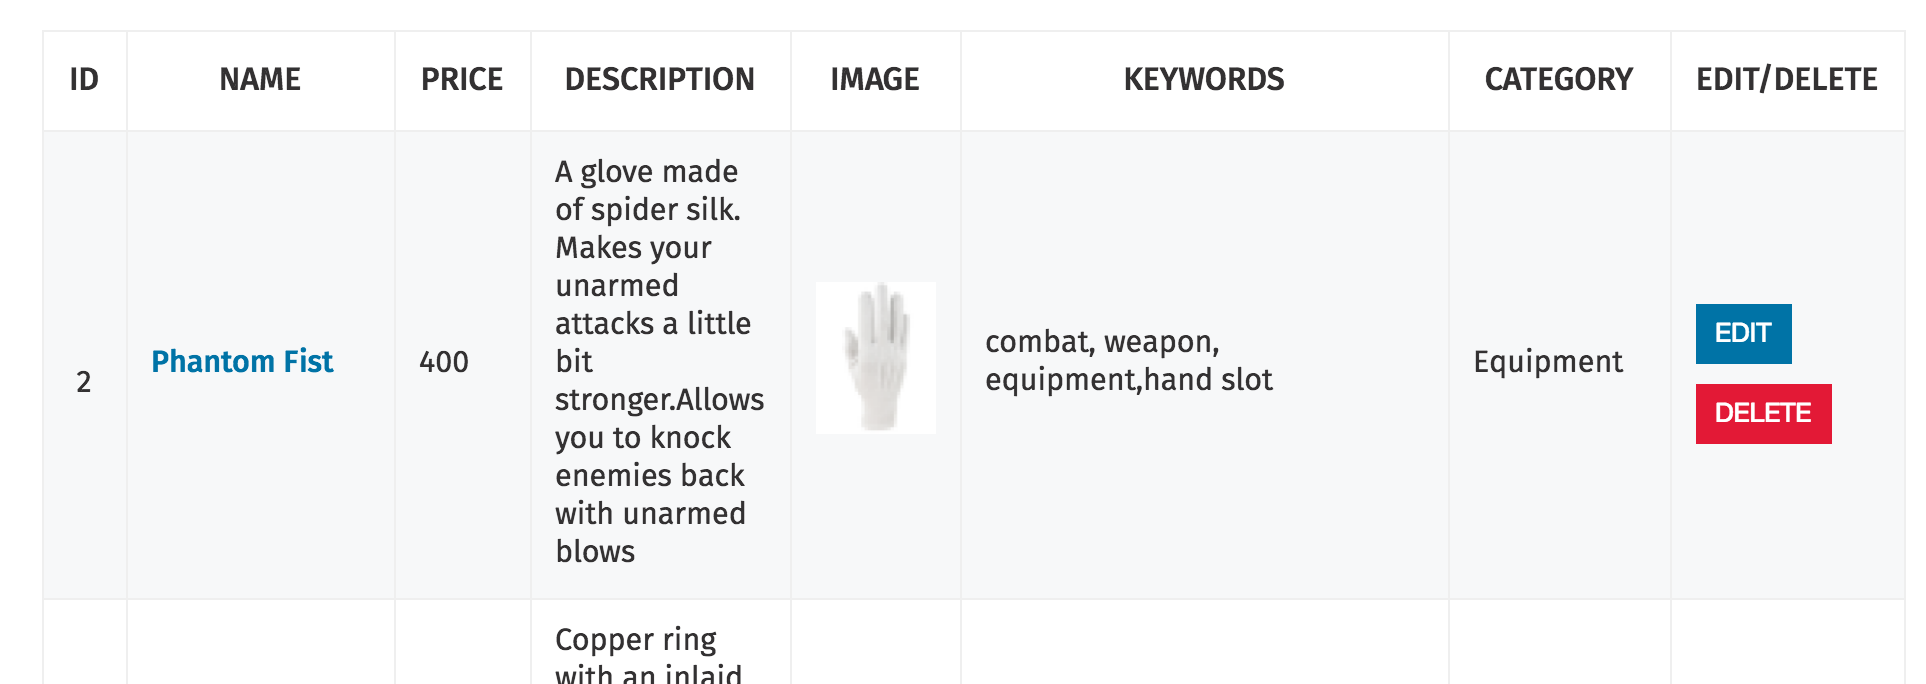 ID NAME PRICE DESCRIPTION IMAGE KEYWORDS CATEGORY EDIT/DELETE
2
Phantom Fist
400
A glove made
of spider silk.
Makes your
unarmed
attacks a little
bit
stronger.Allows
you to knock
enemies back
with unarmed
blows
combat, weapon,
equipment,hand slot
Equipment
EDIT
DELETE
Copper ring
with an inlaid